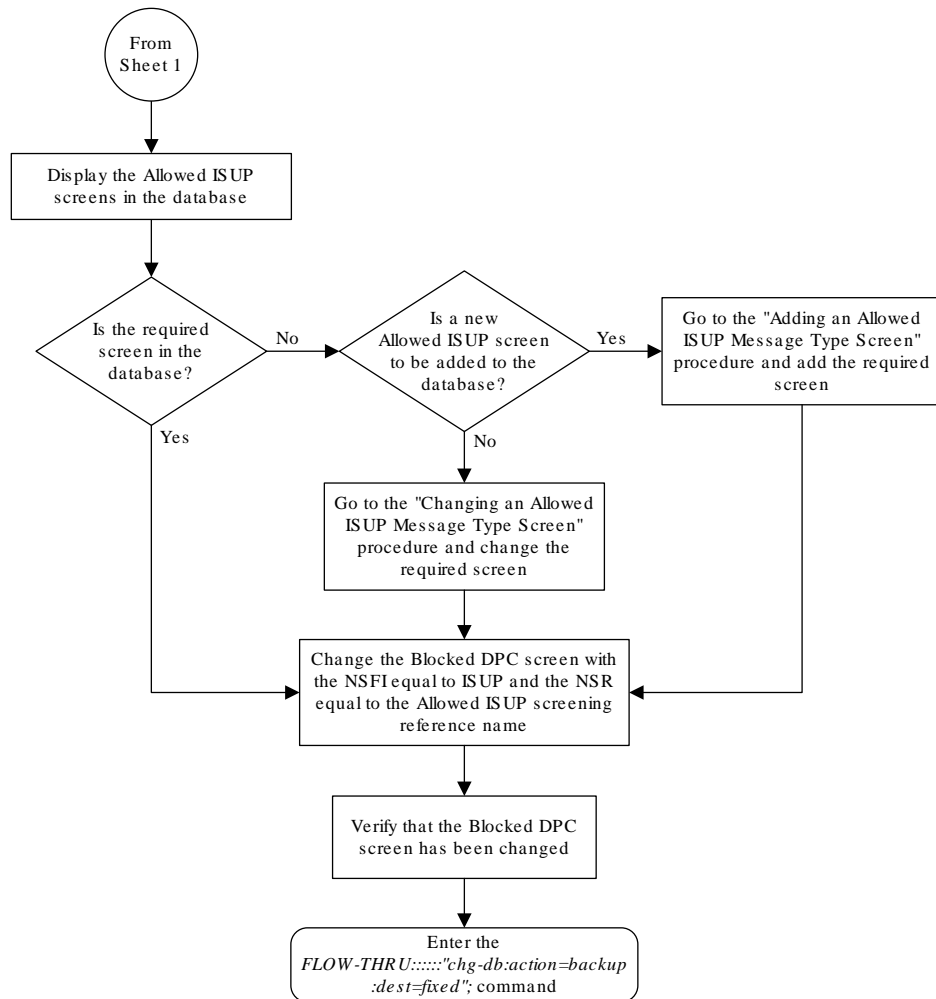 From
Sheet 1
Display the Allowed ISUP
screens in the database
Is the required
screen in the
database?
No
Yes
Is a new
Allowed ISUP screen
to be added to the
database?
Yes
No
Go to the "Adding an Allowed
ISUP Message Type Screen"
procedure and add the required
screen
Go to the "Changing an Allowed
ISUP Message Type Screen"
procedure and change the
required screen
Change the Blocked DPC screen with
the NSFI equal to ISUP and the NSR
equal to the Allowed ISUP screening
reference name
Verify that the Blocked DPC
screen has been changed
Enter the
FLOW-THRU::::::"chg-db:action=backup
:dest=fixed"; command